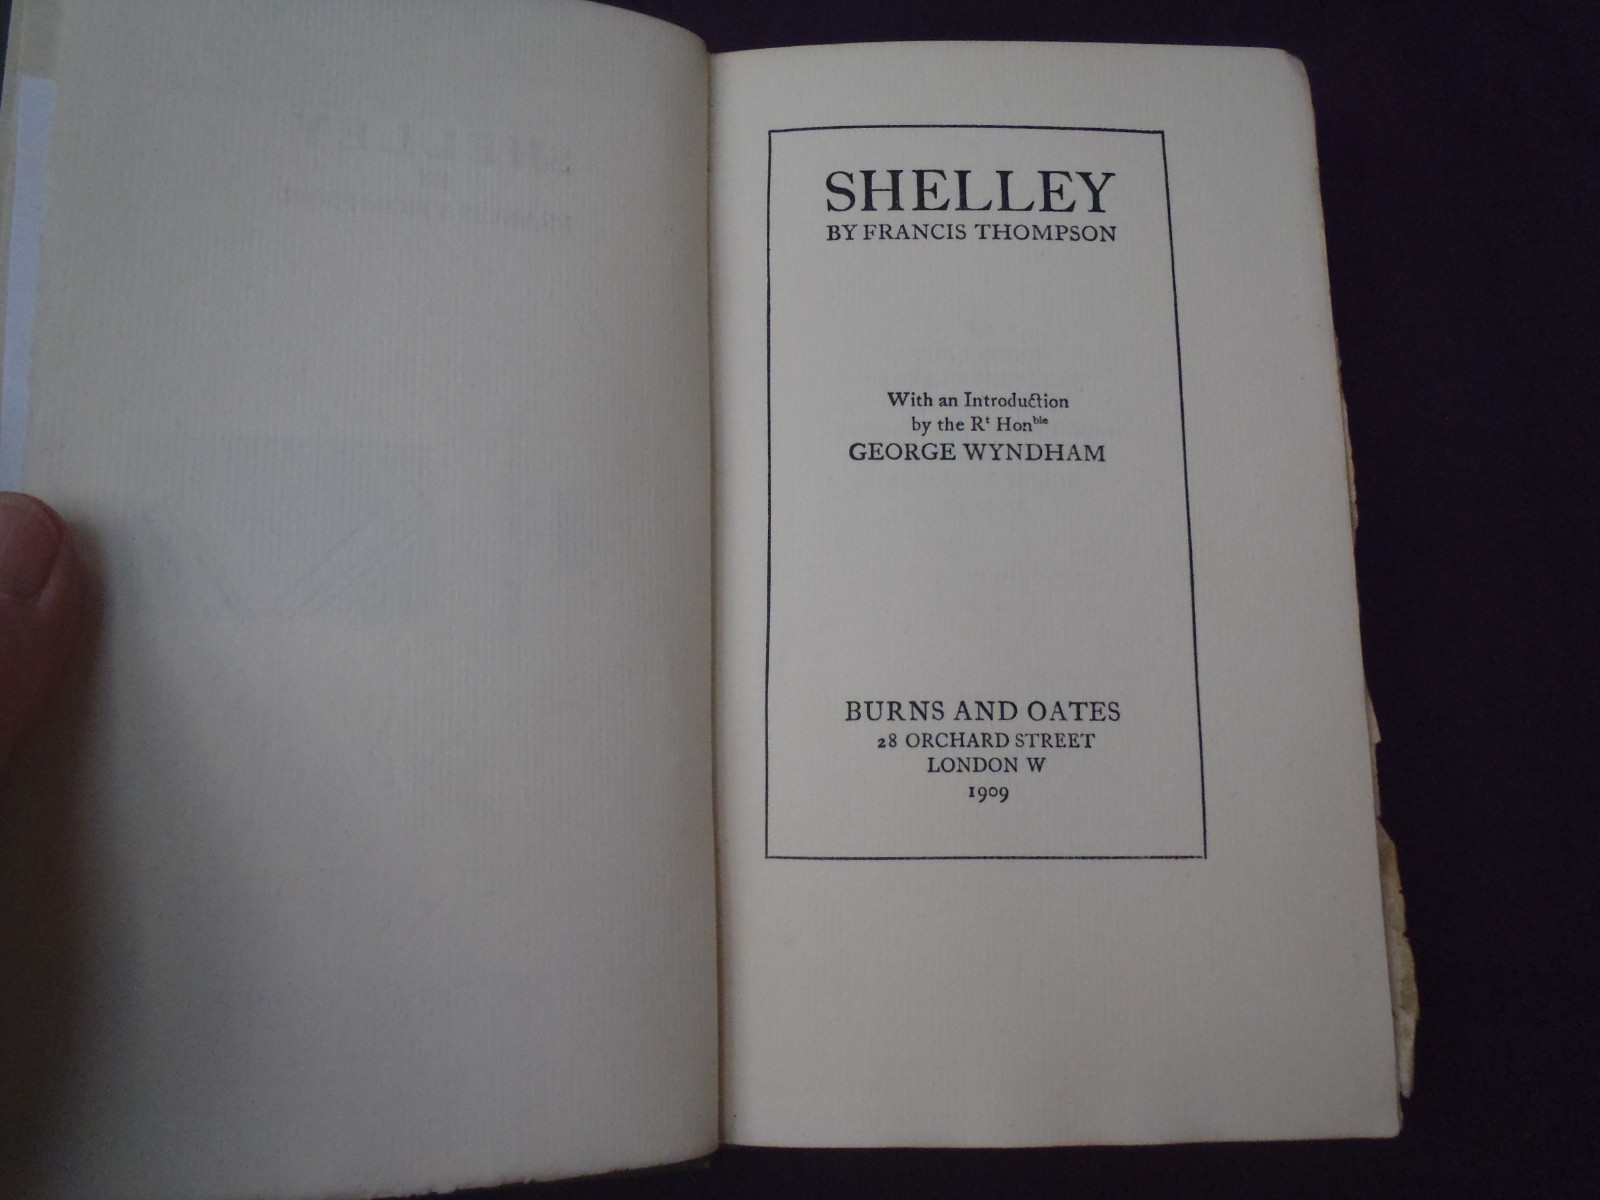 SHELLEY
BY FRANCIS THOMPSON
With an Introduction
by the Rt Honble
GEORGE WYNDHAM
BURNS AND OATES
28 ORCHARD STREET
LONDON W
1909